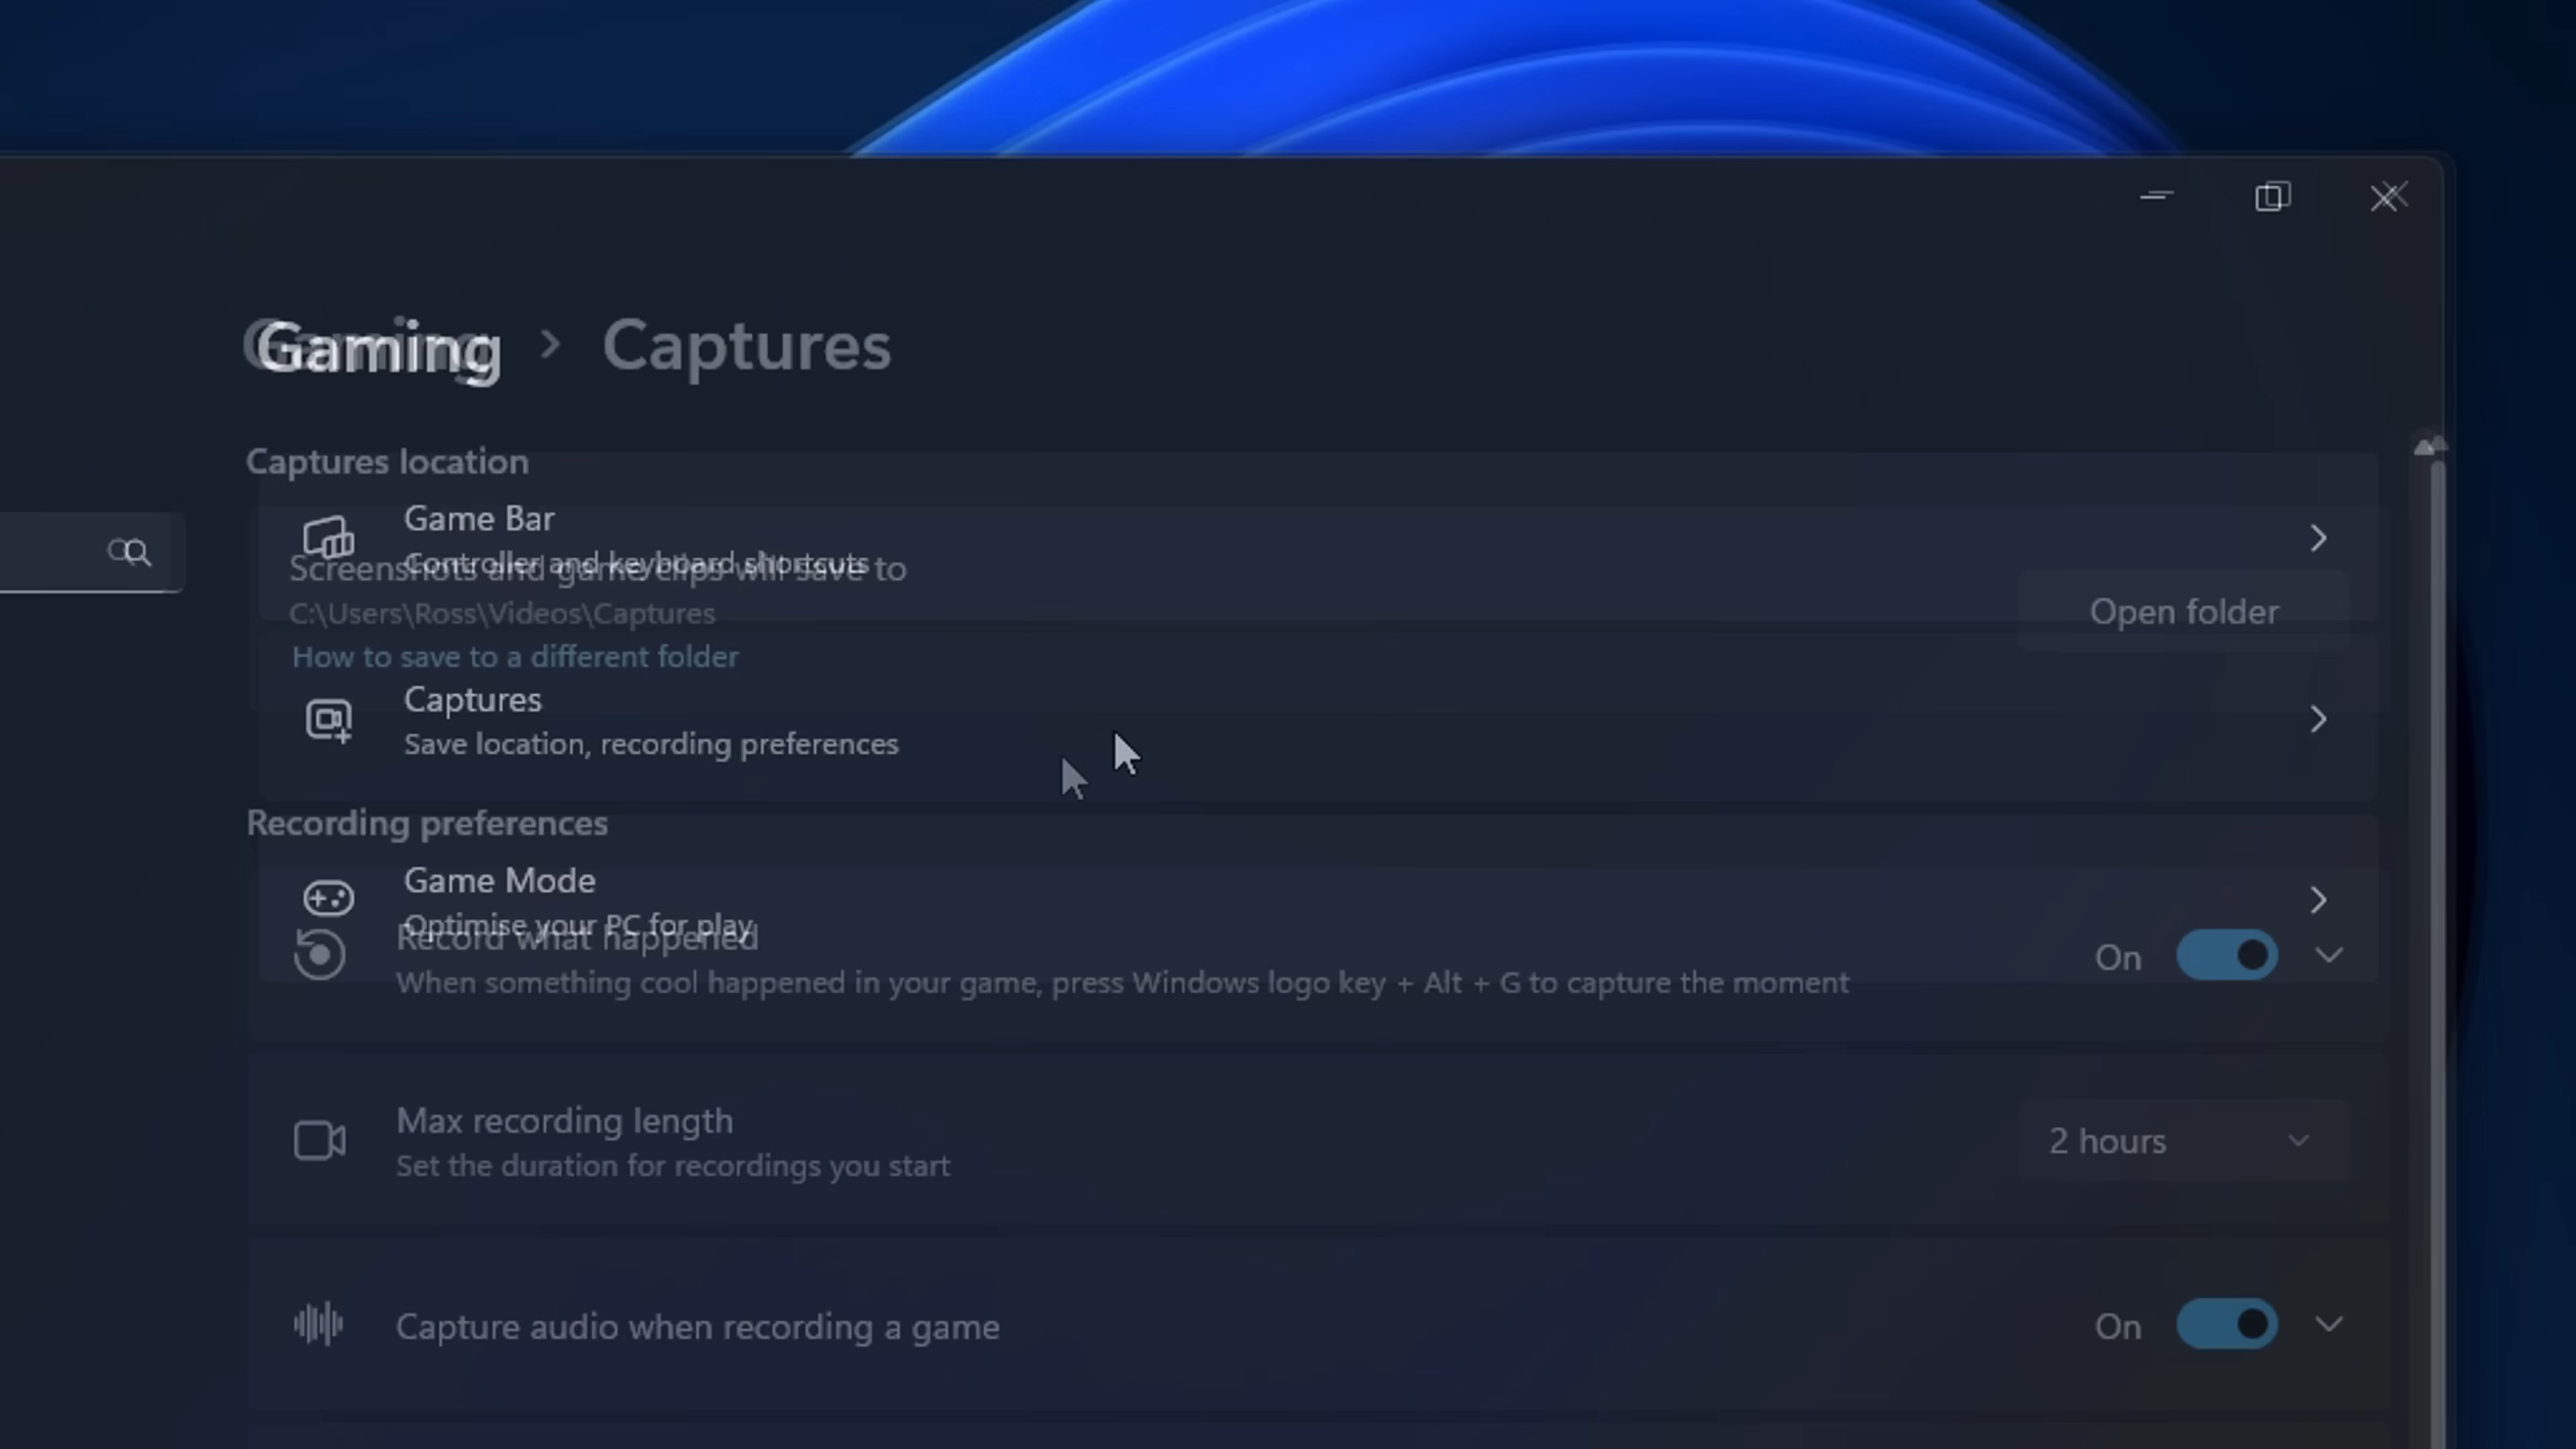 Gaming
Gaming > Captures
Captures location
Game Bar
Controller and keyboard shortcuts
Screenshots and game clips will save to
C:\Users\Ross\Videos\Captures
Open folder
How to save to a different folder
Captures
Save location, recording preferences
Recording preferences
Game Mode
Optimise your PC for play
Record what happened
On
When something cool happened in your game, press Windows logo key + Alt + G to capture the moment
Max recording length
2 hours
Set the duration for recordings you start
Capture audio when recording a game
On